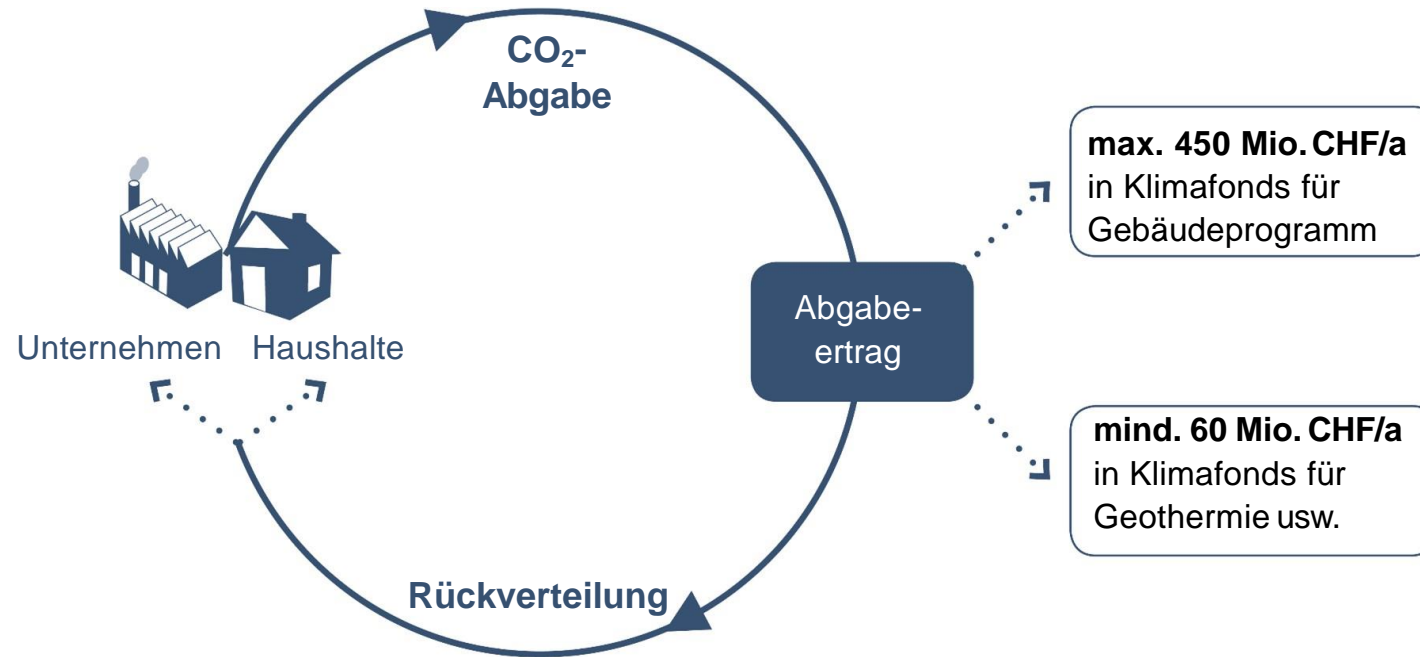 CO₂-
Abgabe
max. 450 Mio. CHF/a
in Klimafonds für
Gebäudeprogramm
Abgabe-
ertrag
Unternehmen Haushalte
mind. 60 Mio. CHF/a
in Klimafonds für
Geothermie usw.
Rückverteilung